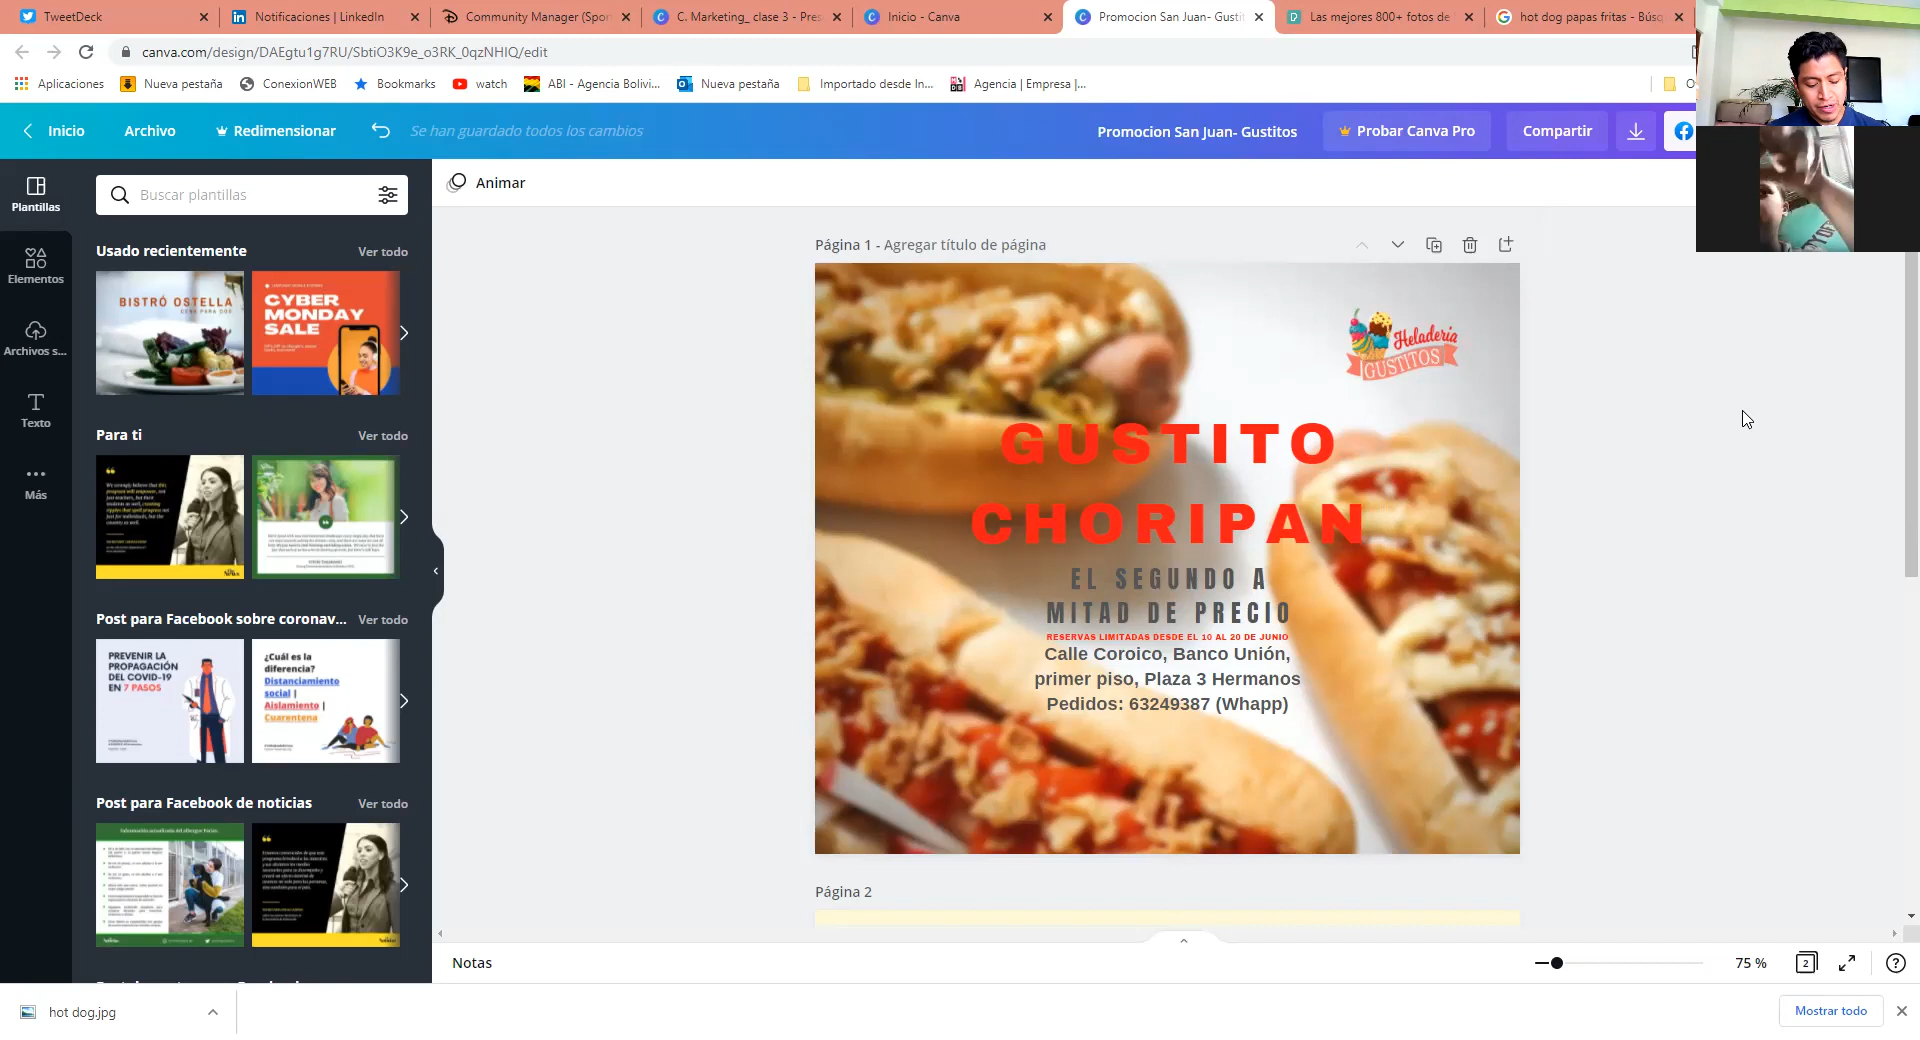 TweetDeck
Notificaciones | LinkedIn
Community Manager (Spon
C. Marketing_ clase 3 - Pres
Inicio - Canva
Promocion San Juan- Gustit
Las mejores 800+ fotos de
hot dog papas fritas - Búsq
canva.com/design/DAEgtu1g7RU/SbtiO3K9e_o3RK_0qzNHIQ/edit
Aplicaciones
Nueva pestaña
ConexionWEB
Bookmarks
watch
ABI - Agencia Bolivi...
Nueva pestaña
Importado desde In...
Agencia | Empresa |...
Inicio
Archivo
Redimensionar
Se han guardado todos los cambios
Promocion San Juan- Gustitos
Probar Canva Pro
Compartir
Plantillas
Elementos
Archivos s...
Texto
Más
Buscar plantillas
Usado recientemente
Ver todo
BISTRÓ OSTELLA
CENA PARA DOS
CYBER
MONDAY
SALE
Para ti
Ver todo
Post para Facebook sobre coronav...
Ver todo
PREVENIR LA
PROPAGACIÓN
DEL COVID-19
EN 7 PASOS
¿Cuál es la
diferencia?
Distanciamiento
social |
Aislamiento |
Cuarentena
Post para Facebook de noticias
Ver todo
Animar
Página 1 - Agregar título de página
Heladería
GUSTITOS
GUSTITO
CHORIPAN
EL SEGUNDO A
MITAD DE PRECIO
RESERVAS LIMITADAS DESDE EL 10 AL 20 DE JUNIO
Calle Coroico, Banco Unión,
primer piso, Plaza 3 Hermanos
Pedidos: 63249387 (Whapp)
Página 2
Notas
75 %
2
hot dog.jpg
Mostrar todo